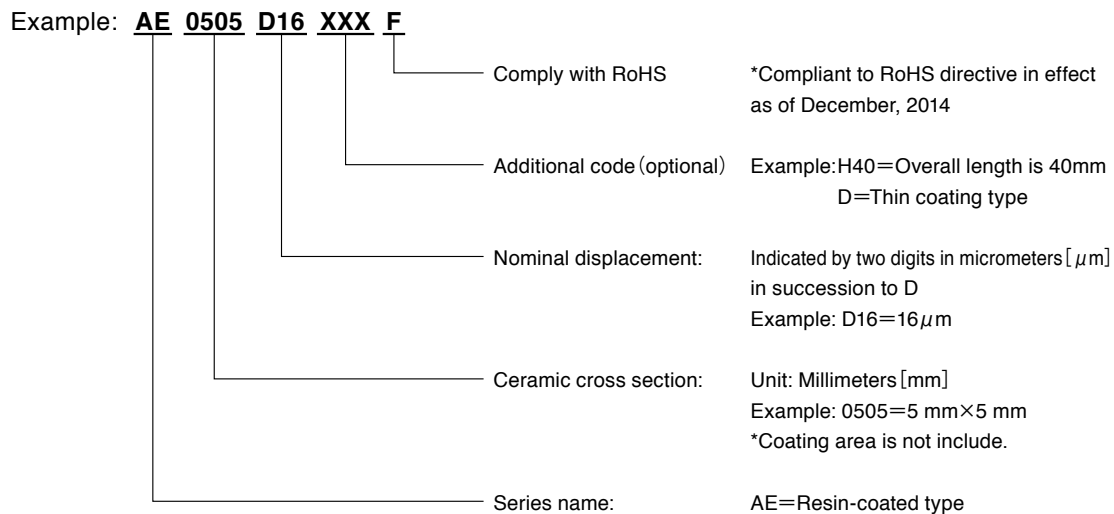 Example: AE 0505 D16 XXX F
Comply with RoHS *Compliant to RoHS directive in effect
as of December, 2014
Additional code(optional) Example:H40=Overall length is 40mm
D=Thin coating type
Nominal displacement: Indicated by two digits in micrometers[μm]
in succession to D
Example: D16=16μm
Ceramic cross section: Unit: Millimeters[mm]
Example: 0505=5 mm×5 mm
*Coating area is not include.
Series name: AE=Resin-coated type